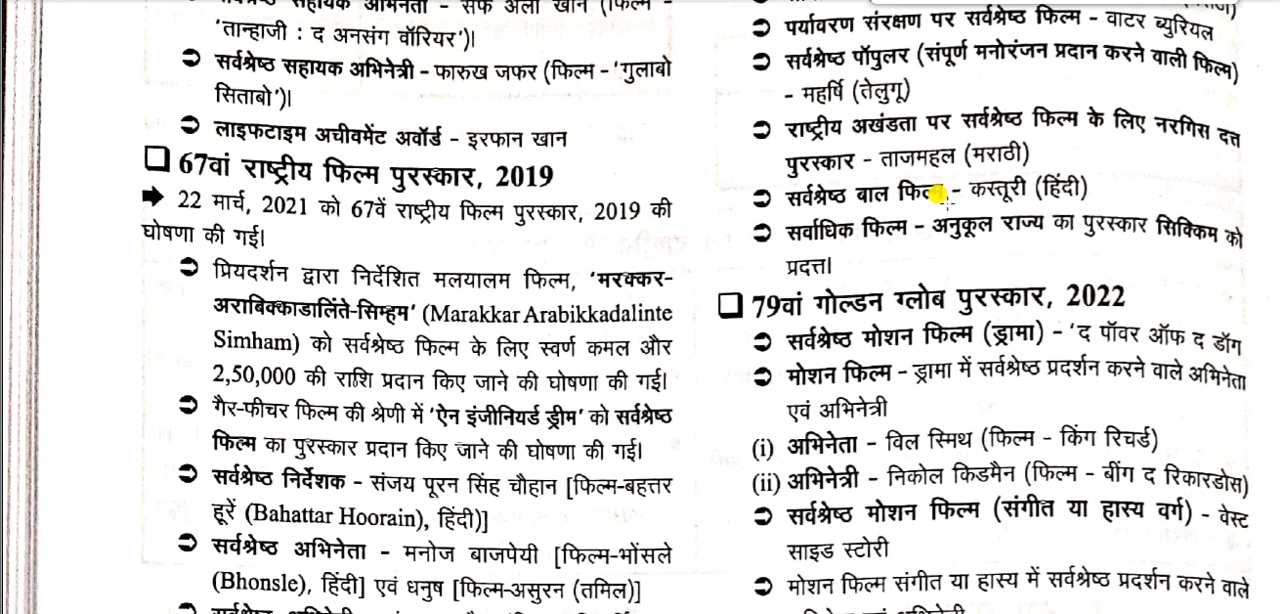 सर्वश्रेष्ठ सहायक अभिनेता – सैफ अली खान (फिल्म –
'तान्हाजी : द अनसंग वॉरियर')।
➲ सर्वश्रेष्ठ सहायक अभिनेत्री – फारुख जफर (फिल्म – 'गुलाबो
सिताबो')।
➲ लाइफटाइम अचीवमेंट अवॉर्ड – इरफान खान
❑ 67वां राष्ट्रीय फिल्म पुरस्कार, 2019
➡ 22 मार्च, 2021 को 67वें राष्ट्रीय फिल्म पुरस्कार, 2019 की
घोषणा की गई।
➲ प्रियदर्शन द्वारा निर्देशित मलयालम फिल्म, 'मरक्कर-
अराबिक्काडालिंते-सिम्हम' (Marakkar Arabikkadalinte
Simham) को सर्वश्रेष्ठ फिल्म के लिए स्वर्ण कमल और
2,50,000 की राशि प्रदान किए जाने की घोषणा की गई।
➲ गैर-फीचर फिल्म की श्रेणी में 'ऐन इंजीनियर्ड ड्रीम' को सर्वश्रेष्ठ
फिल्म का पुरस्कार प्रदान किए जाने की घोषणा की गई।
➲ सर्वश्रेष्ठ निर्देशक – संजय पूरन सिंह चौहान [फिल्म-बहत्तर
हूरें (Bahattar Hoorain), हिंदी)]
➲ सर्वश्रेष्ठ अभिनेता – मनोज बाजपेयी [फिल्म-भोंसले
(Bhonsle), हिंदी] एवं धनुष [फिल्म-असुरन (तमिल)]
➲ पर्यावरण संरक्षण पर सर्वश्रेष्ठ फिल्म – वाटर ब्युरियल
➲ सर्वश्रेष्ठ पॉपुलर (संपूर्ण मनोरंजन प्रदान करने वाली फिल्म)
– महर्षि (तेलुगू)
➲ राष्ट्रीय अखंडता पर सर्वश्रेष्ठ फिल्म के लिए नरगिस दत्त
पुरस्कार – ताजमहल (मराठी)
➲ सर्वश्रेष्ठ बाल फिल्म – कस्तूरी (हिंदी)
➲ सर्वाधिक फिल्म – अनुकूल राज्य का पुरस्कार सिक्किम को
प्रदत्त।
❑ 79वां गोल्डन ग्लोब पुरस्कार, 2022
➲ सर्वश्रेष्ठ मोशन फिल्म (ड्रामा) – 'द पॉवर ऑफ द डॉग
➲ मोशन फिल्म – ड्रामा में सर्वश्रेष्ठ प्रदर्शन करने वाले अभिनेता
एवं अभिनेत्री
(i) अभिनेता – विल स्मिथ (फिल्म – किंग रिचर्ड)
(ii) अभिनेत्री – निकोल किडमैन (फिल्म – बींग द रिकारडोस)
➲ सर्वश्रेष्ठ मोशन फिल्म (संगीत या हास्य वर्ग) – वेस्ट
साइड स्टोरी
➲ मोशन फिल्म संगीत या हास्य में सर्वश्रेष्ठ प्रदर्शन करने वाले